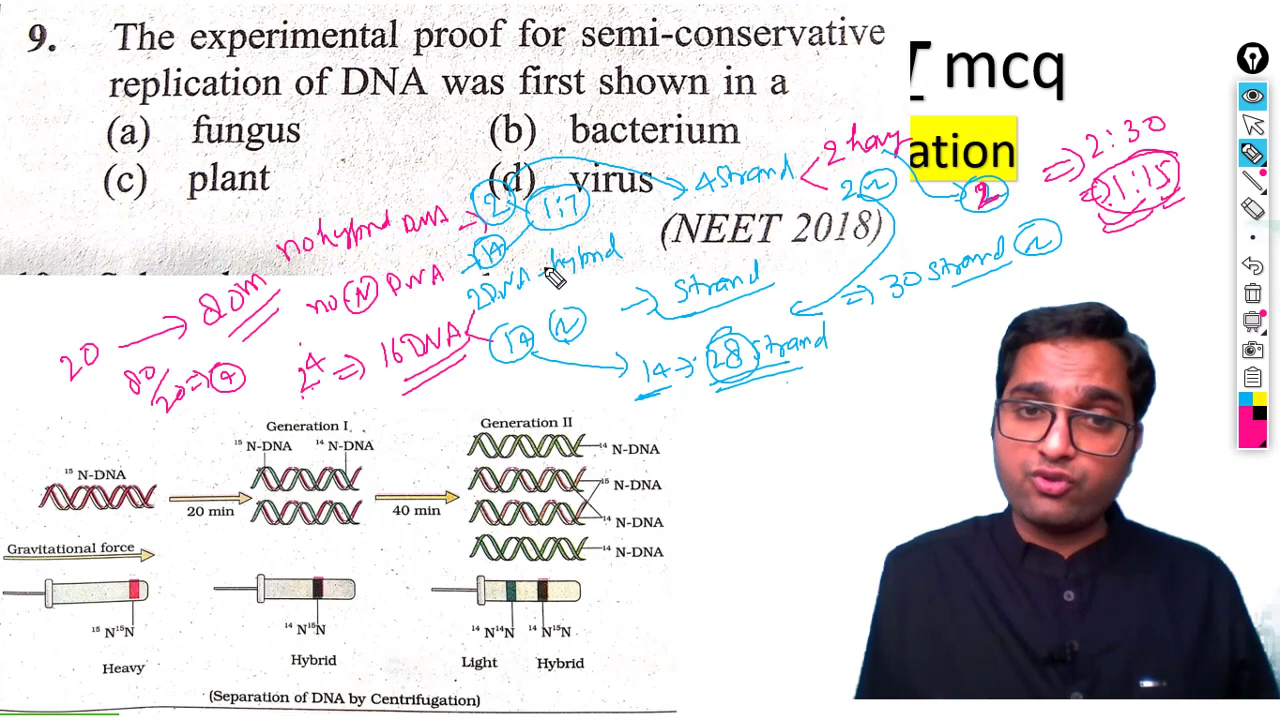 9. The experimental proof for semi-conservative
replication of DNA was first shown in a
(a) fungus (b) bacterium
(c) plant (d) virus
(NEET 2018)
mcq
ation
20
80m
80/20 => 4
2^4 => 16 DNA
no hybrid DNA → 2
no N DNA → 14
1:7
2 DNA - hybrid
14 N → strand
4 strand
2 heavy
2 N
2
14 → 28 strand
=> 30 strand N
=> 2:30
=> 1:15
15 N-DNA
20 min
Generation I
15 N-DNA 14 N-DNA
40 min
Generation II
14 N-DNA
15 N-DNA
14 N-DNA
14 N-DNA
Gravitational force
15 N15N
Heavy
14 N15N
Hybrid
14 N14N 14 N15N
Light Hybrid
(Separation of DNA by Centrifugation)